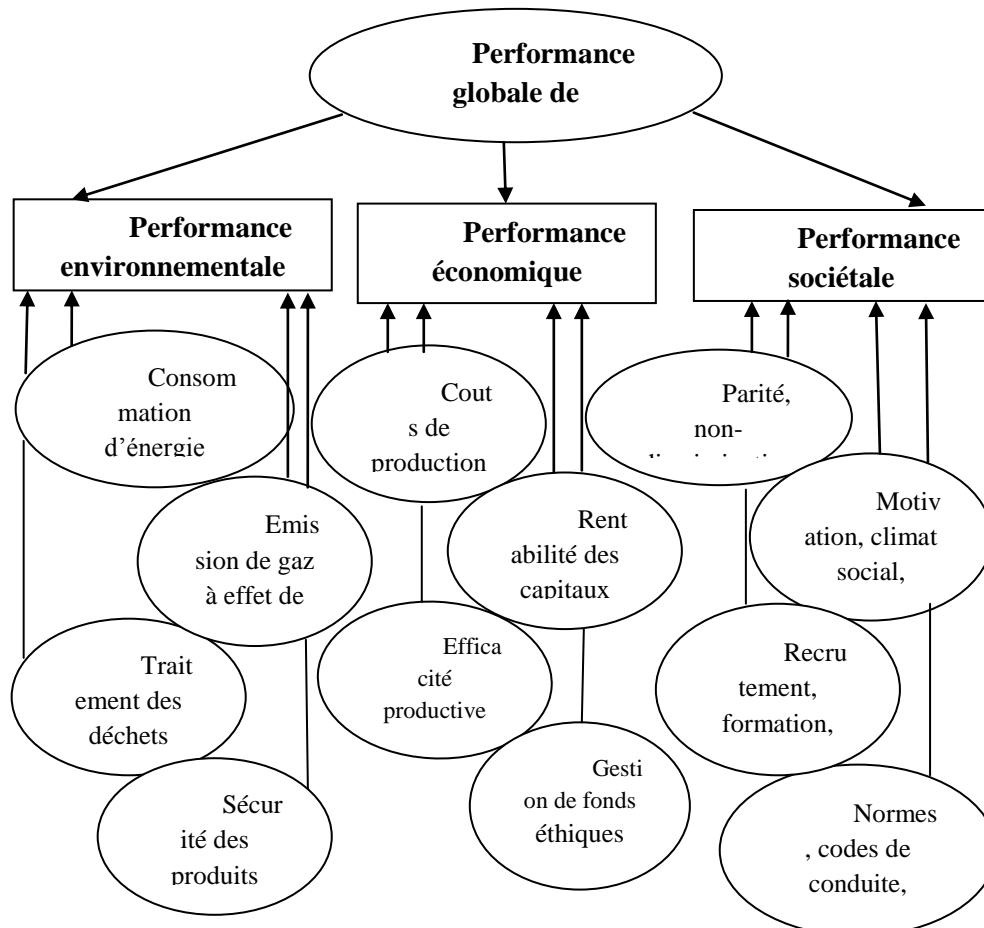 Performance
globale de
Performance
environnementale
Performance
économique
Performance
sociétale
Consom
mation
d'énergie
Cout
s de
production
Parité,
non-
Emis
sion de gaz
à effet de
Rent
abilité des
capitaux
Motiv
ation, climat
social,
Trait
ement des
déchets
Effica
cité
productive
Recru
tement,
formation,
Sécur
ité des
produits
Gesti
on de fonds
éthiques
Normes
, codes de
conduite,